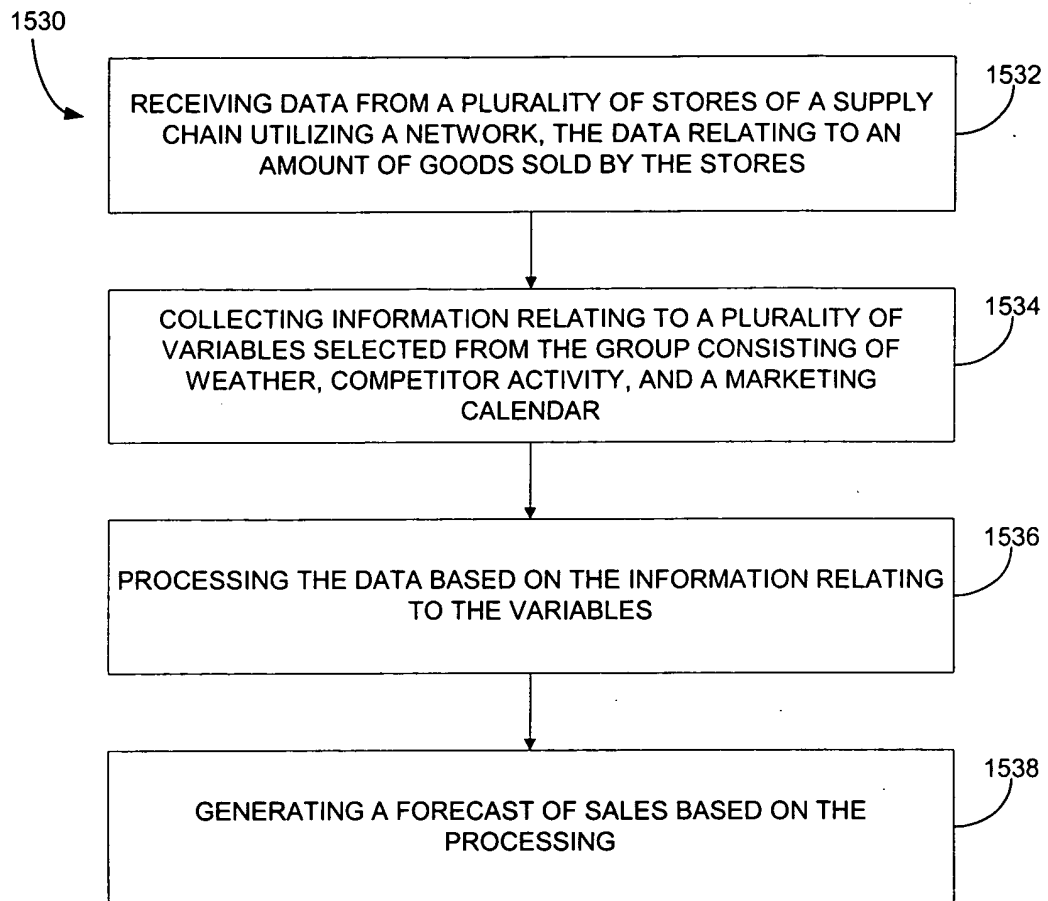 1530
1532
RECEIVING DATA FROM A PLURALITY OF STORES OF A SUPPLY
CHAIN UTILIZING A NETWORK, THE DATA RELATING TO AN
AMOUNT OF GOODS SOLD BY THE STORES
1534
COLLECTING INFORMATION RELATING TO A PLURALITY OF
VARIABLES SELECTED FROM THE GROUP CONSISTING OF
WEATHER, COMPETITOR ACTIVITY, AND A MARKETING
CALENDAR
1536
PROCESSING THE DATA BASED ON THE INFORMATION RELATING
TO THE VARIABLES
1538
GENERATING A FORECAST OF SALES BASED ON THE
PROCESSING